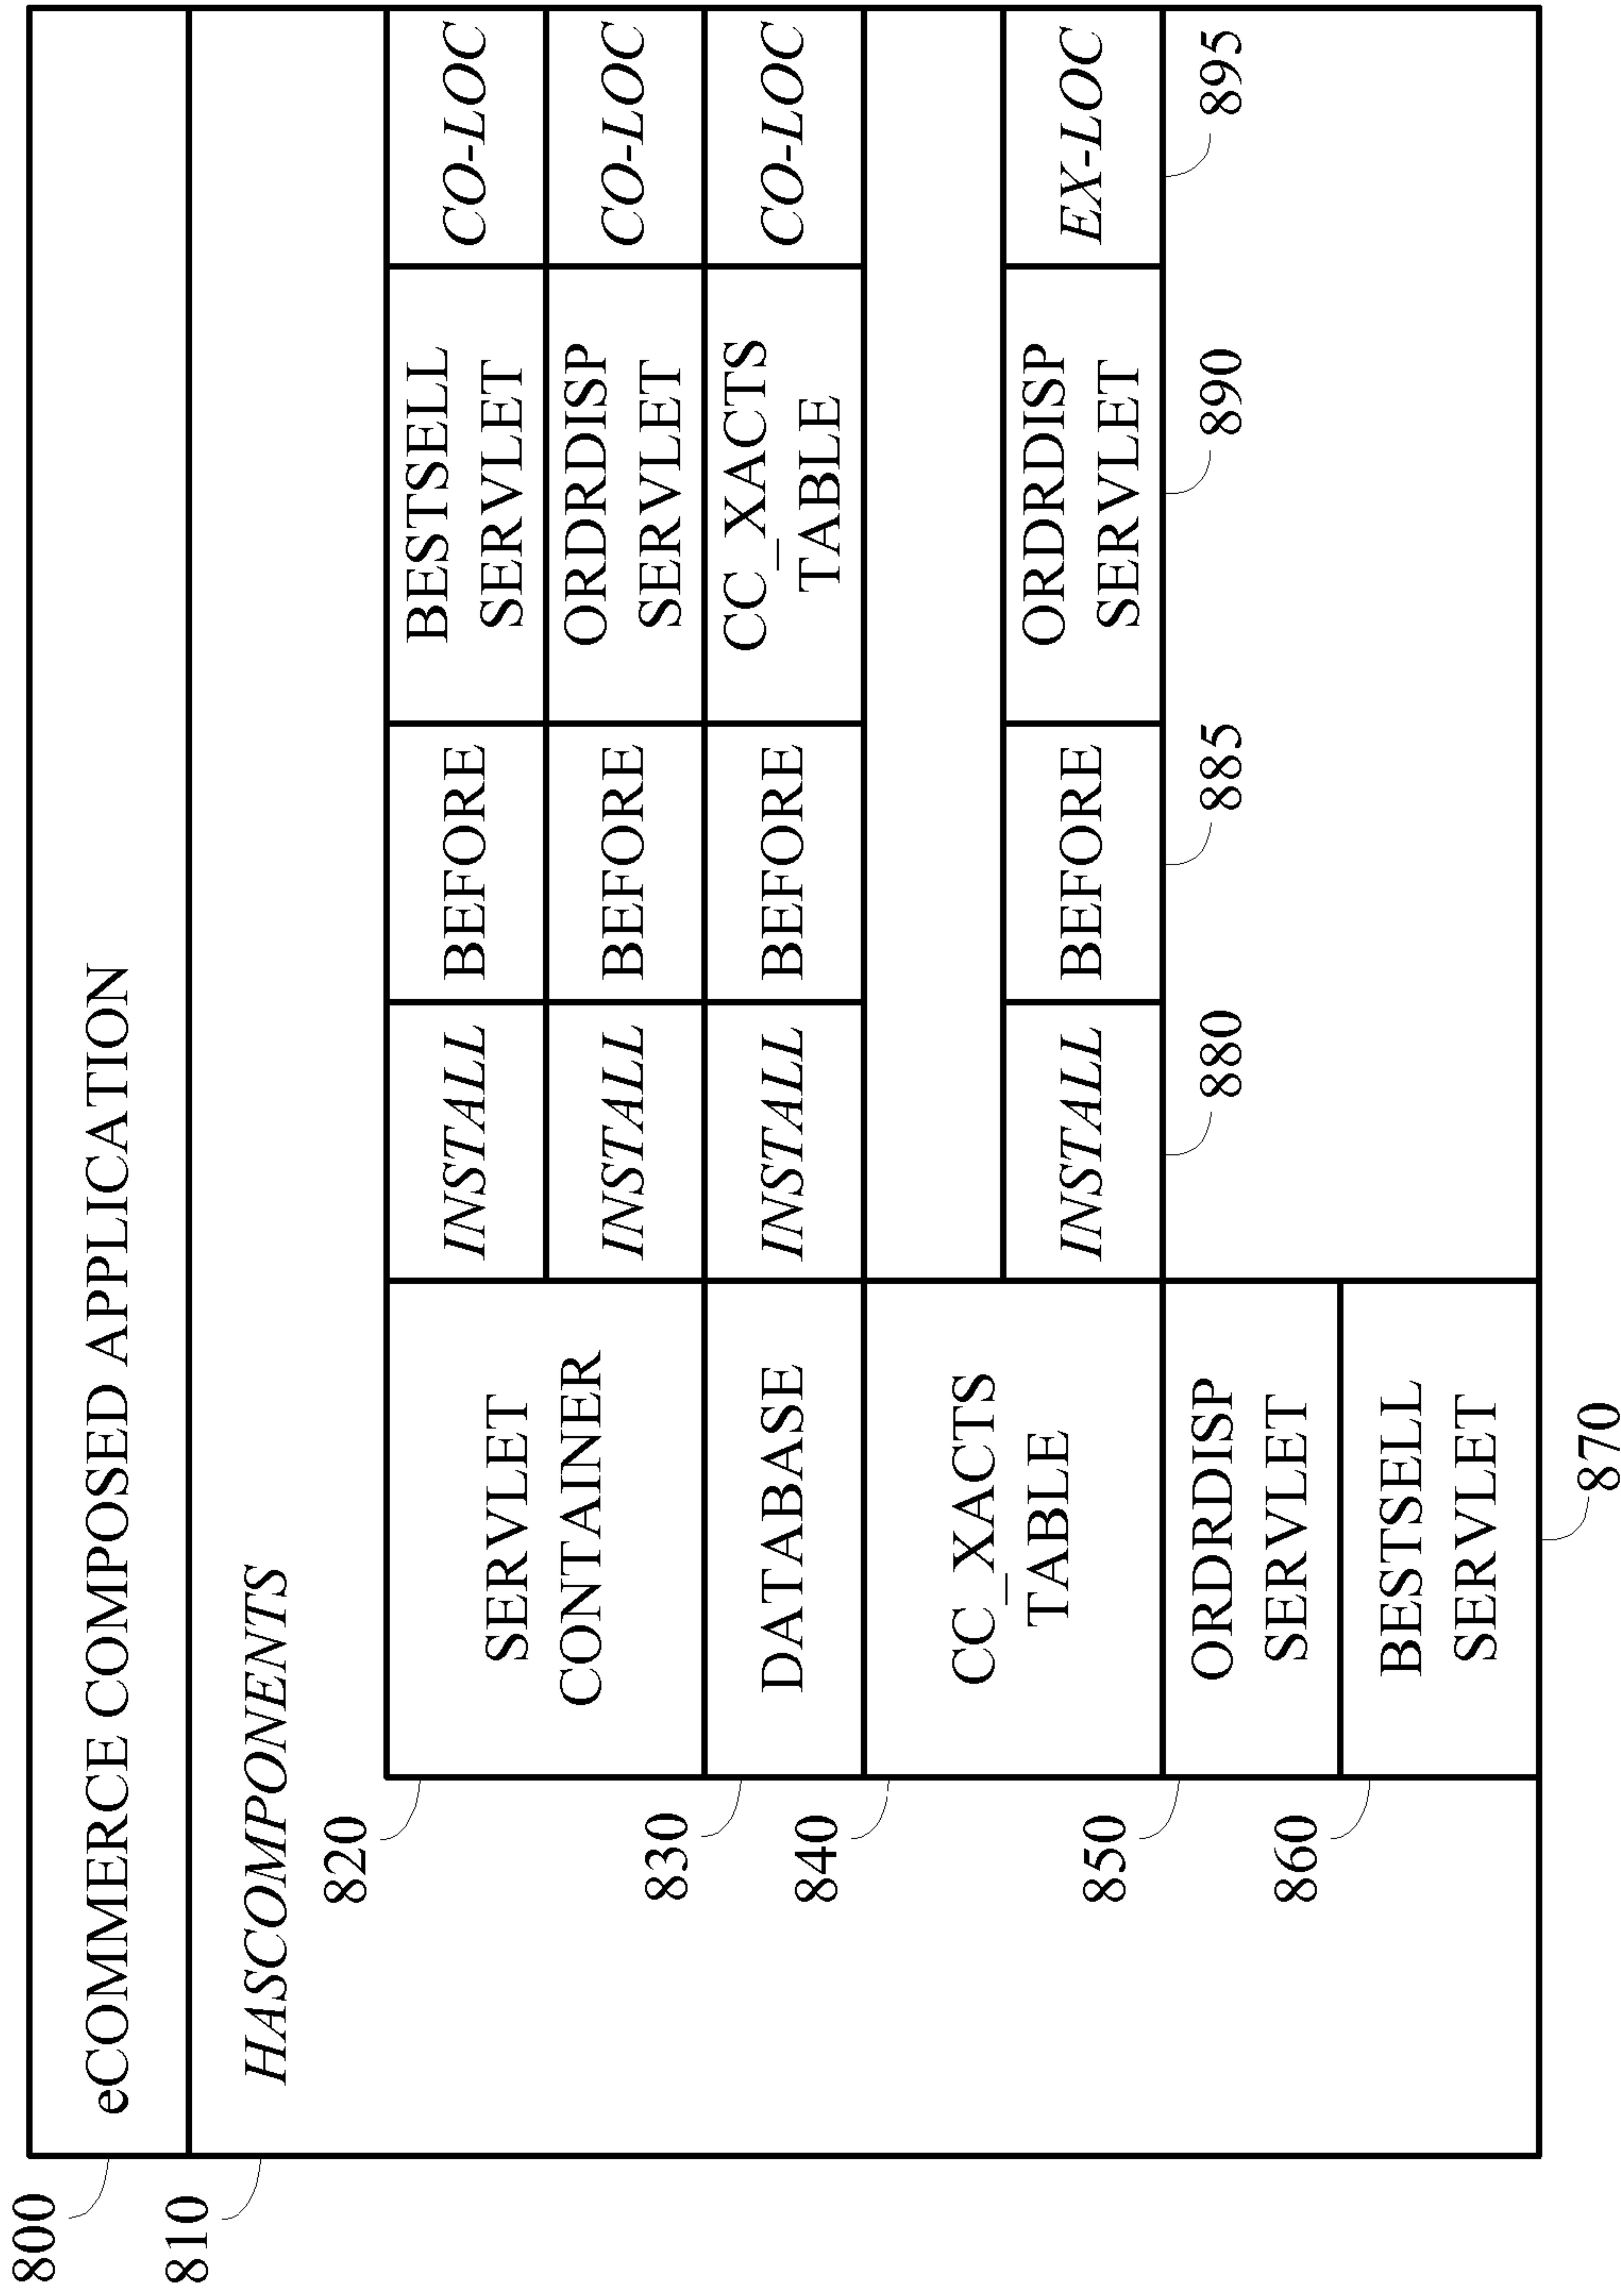 800
eCOMMERCE COMPOSED APPLICATION
810
HASCOMPONENTS
820
SERVLET
CONTAINER
INSTALL
BEFORE
BESTSELL
SERVLET
CO-LOC
INSTALL
BEFORE
ORDRDISP
SERVLET
CO-LOC
830
DATABASE
INSTALL
BEFORE
CC_XACTS
TABLE
CO-LOC
840
CC_XACTS
TABLE
INSTALL
BEFORE
ORDRDISP
SERVLET
EX-LOC
850
ORDRDISP
SERVLET
880
885
890
895
860
BESTSELL
SERVLET
870